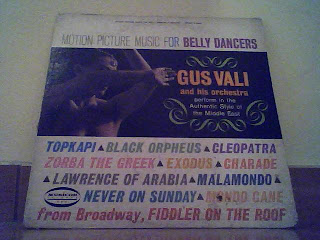 MOTION PICTURE MUSIC FOR BELLY DANCERS
GUS VALI
and his orchestra
perform in the
Authentic Style of
the Middle East
TOPKAPI ▲ BLACK ORPHEUS ▲ CLEOPATRA
ZORBA THE GREEK ▲ EXODUS ▲ CHARADE
▲ LAWRENCE OF ARABIA ▲ MALAMONDO ▲
NEVER ON SUNDAY ▲ MONDO CANE
from Broadway, FIDDLER ON THE ROOF